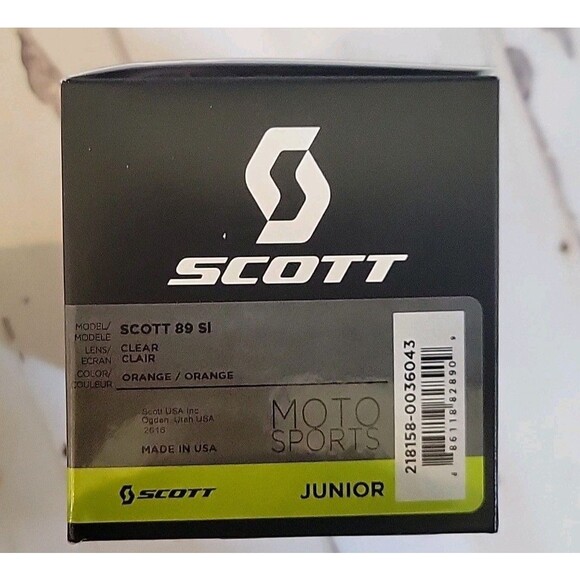 SCOTT
MODEL/ MODELE SCOTT 89 Si
LENS/ ECRAN CLEAR CLAIR
COLOR/ COULEUR ORANGE / ORANGE
Scott USA Inc
Ogden, Utah USA
MADE IN USA
MOTO
SPORTS
218158-0036043
SCOTT
JUNIOR